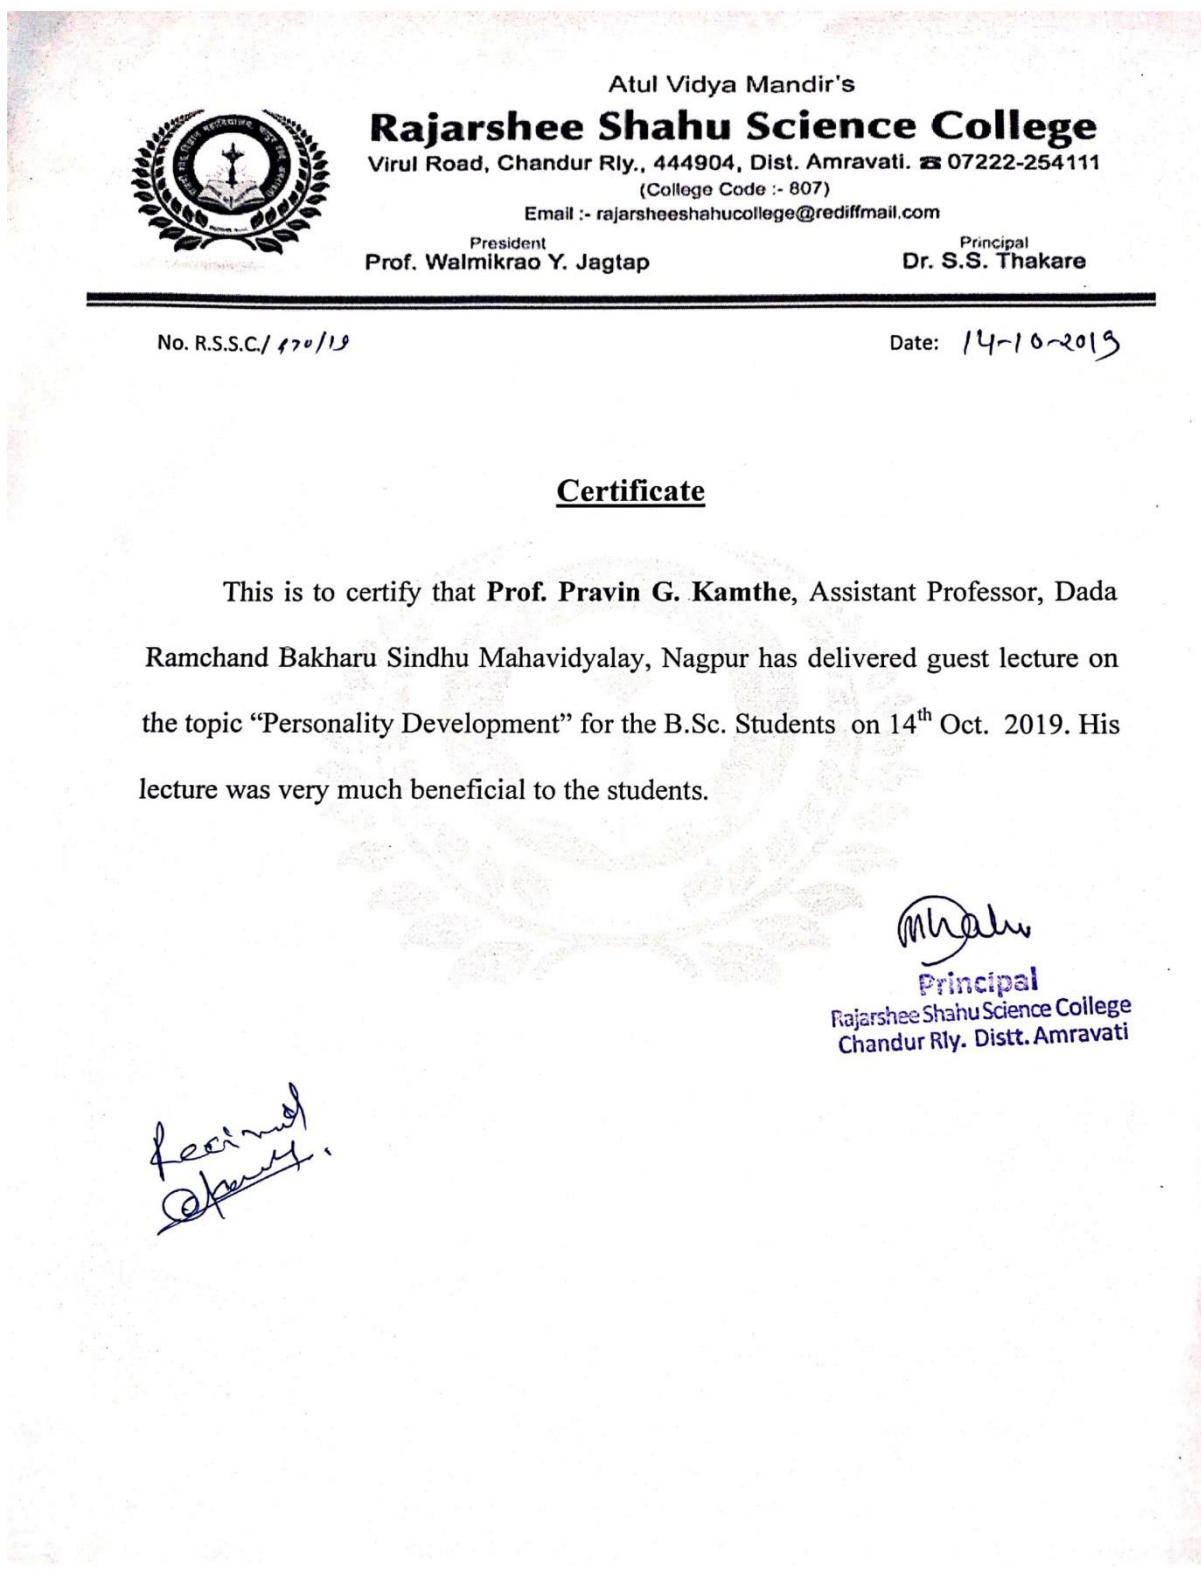 Atul Vidya Mandir's
Rajarshee Shahu Science College
Virul Road, Chandur Rly., 444904, Dist. Amravati. ☎ 07222-254111
(College Code :- 807)
Email :- rajarsheeshahucollege@rediffmail.com
President Principal
Prof. Walmikrao Y. Jagtap Dr. S.S. Thakare
No. R.S.S.C./ 170/19 Date: 14-10-2019
Certificate
This is to certify that Prof. Pravin G. Kamthe, Assistant Professor, Dada
Ramchand Bakharu Sindhu Mahavidyalay, Nagpur has delivered guest lecture on
the topic “Personality Development” for the B.Sc. Students on 14th Oct. 2019. His
lecture was very much beneficial to the students.
Principal
Rajarshee Shahu Science College
Chandur Rly. Distt. Amravati